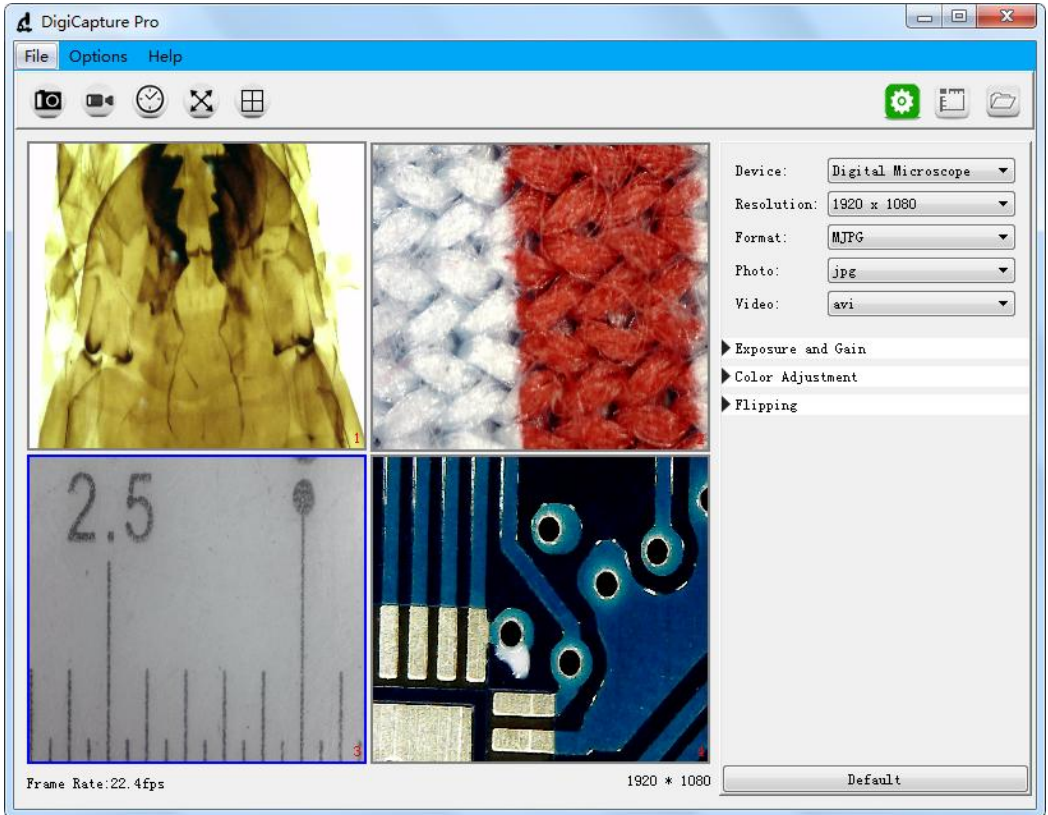 DigiCapture Pro
File Options Help
Device: Digital Microscope
Resolution: 1920 x 1080
Format: MJPG
Photo: jpg
Video: avi
Exposure and Gain
Color Adjustment
Flipping
1
2
2.5
3
4
Frame Rate:22.4fps
1920 * 1080
Default